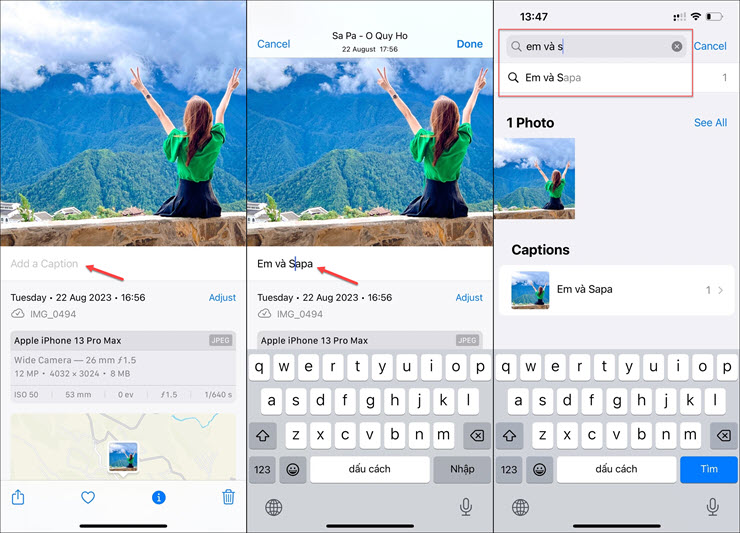 Add a Caption
Tuesday • 22 Aug 2023 • 16:56 Adjust
IMG_0494
Apple iPhone 13 Pro Max JPEG
Wide Camera — 26 mm ƒ1.5
12 MP • 4032 × 3024 • 8 MB
ISO 50 53 mm 0 ev ƒ1.5 1/640 s
Sa Pa - O Quy Ho
Cancel 22 August 17:56 Done
Em và Sapa
Tuesday • 22 Aug 2023 • 16:56 Adjust
IMG_0494
Apple iPhone 13 Pro Max JPEG
q w e r t y u i o p
a s d f g h j k l
z x c v b n m
123 dấu cách Nhập
13:47
em và s Cancel
Em và Sapa 1
1 Photo See All
Captions
Em và Sapa 1
q w e r t y u i o p
a s d f g h j k l
z x c v b n m
123 dấu cách Tìm